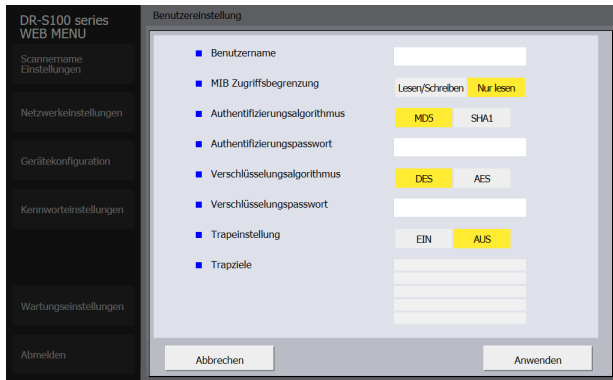 DR-S100 series
WEB MENU
Scannername
Einstellungen
Netzwerkeinstellungen
Gerätekonfiguration
Kennworteinstellungen
Wartungseinstellungen
Abmelden
Benutzereinstellung
Benutzername
MIB Zugriffsbegrenzung
Lesen/Schreiben Nur lesen
Authentifizierungsalgorithmus
MD5 SHA1
Authentifizierungspasswort
Verschlüsselungsalgorithmus
DES AES
Verschlüsselungspasswort
Trapeinstellung
EIN AUS
Trapziele
Abbrechen Anwenden